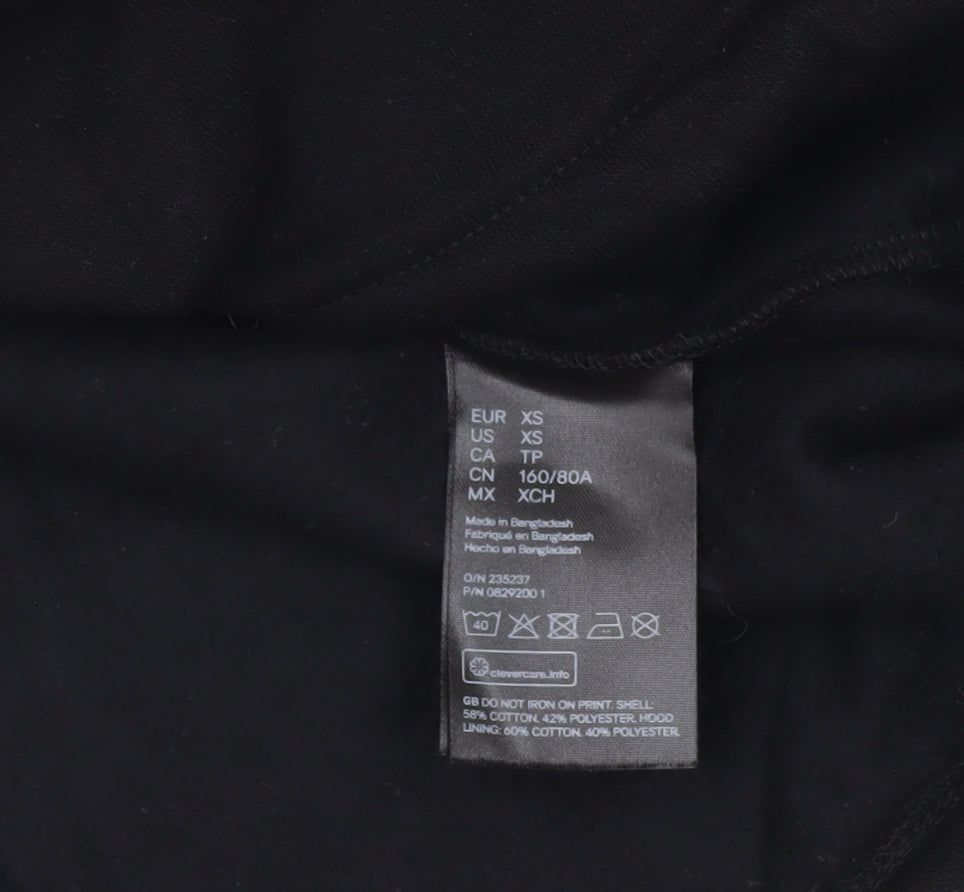 EUR XS
US XS
CA TP
CN 160/80A
MX XCH
Made in Bangladesh
Fabriqué en Bangladesh
Hecho en Bangladesh
O/N 235237
P/N 0829200 1
40
clevercare.info
GB DO NOT IRON ON PRINT. SHELL:
58% COTTON. 42% POLYESTER. HOOD
LINING: 60% COTTON. 40% POLYESTER.